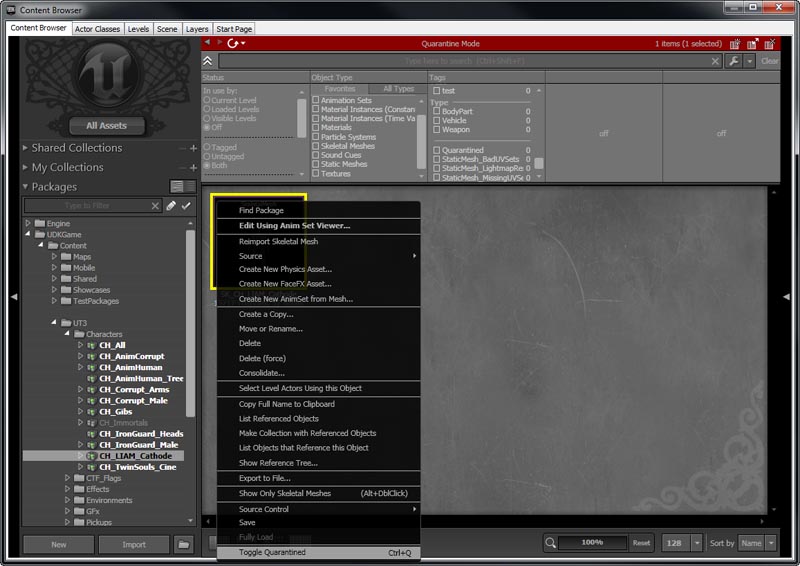 Content Browser
Content Browser Actor Classes Levels Scene Layers Start Page
All Assets
Shared Collections
My Collections
Packages
Type to Filter
Engine
UDKGame
Content
Maps
Mobile
Shared
Showcases
TestPackages
UT3
Characters
CH_All
CH_AnimCorrupt
CH_AnimHuman
CH_AnimHuman_Tree
CH_Corrupt_Arms
CH_Corrupt_Male
CH_Gibs
CH_Immortals
CH_IronGuard_Heads
CH_IronGuard_Male
CH_LIAM_Cathode
CH_TwinSouls_Cine
CTF_Flags
Effects
Environments
GFx
Pickups
New Import
Quarantine Mode 1 items (1 selected)
Type here to search (Ctrl+Shift+F) Clear
Status
In use by:
Current Level
Loaded Levels
Visible Levels
Off
Tagged
Untagged
Both
Object Type
Favorites All Types
Animation Sets
Material Instances (Constan
Material Instances (Time Va
Materials
Particle Systems
Skeletal Meshes
Sound Cues
Static Meshes
Textures
Tags
test 0
Type
BodyPart 0
Vehicle 0
Weapon 0
Quarantined 0
StaticMesh_BadUVSets 0
StaticMesh_LightmapRes 0
StaticMesh_MissingUVSe 0
off
off
Find Package
Edit Using Anim Set Viewer...
Reimport Skeletal Mesh
Source
Create New Physics Asset...
Create New FaceFX Asset...
Create New AnimSet from Mesh...
Create a Copy...
Move or Rename...
Delete
Delete (force)
Consolidate...
Select Level Actors Using this Object
Copy Full Name to Clipboard
List Referenced Objects
Make Collection with Referenced Objects
List Objects that Reference this Object
Show Reference Tree...
Export to File...
Show Only Skeletal Meshes (Alt+DblClick)
Source Control
Save
Fully Load
Toggle Quarantined Ctrl+Q
100% Reset 128 Sort by Name